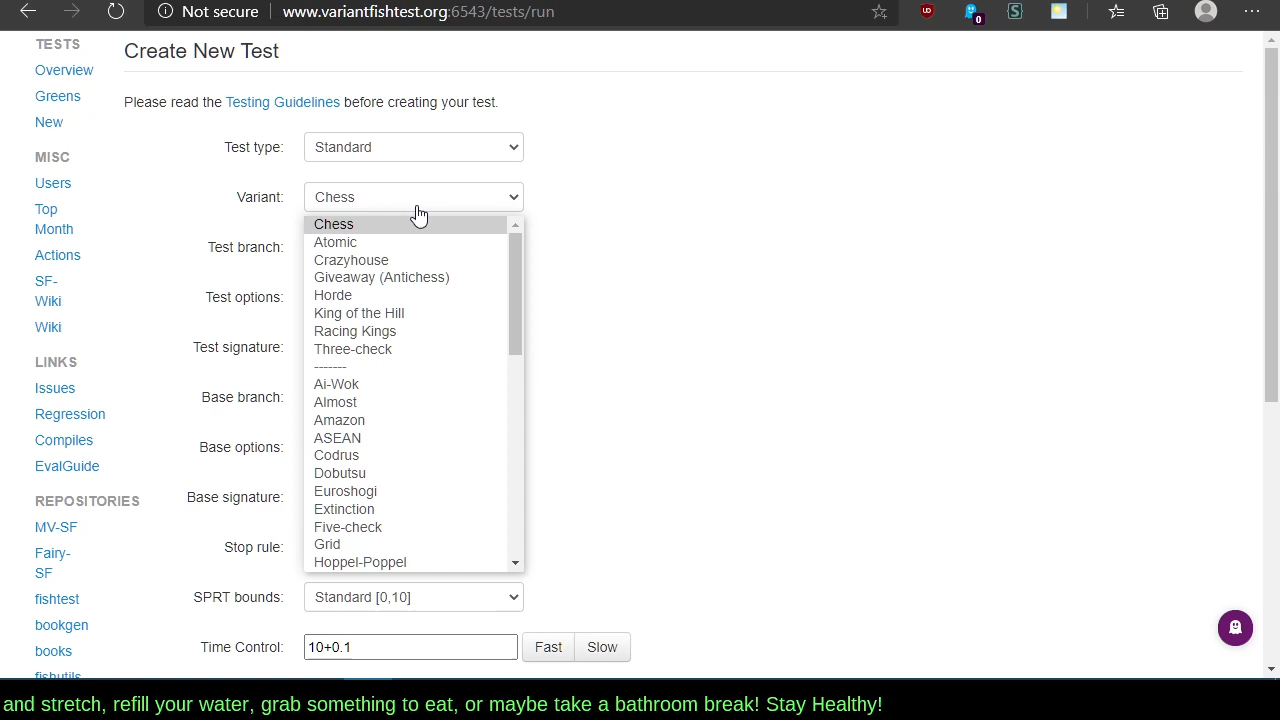 Not secure
www.variantfishtest.org:6543/tests/run
UD
0
S
TESTS
Overview
Greens
New
MISC
Users
Top
Month
Actions
SF-
Wiki
Wiki
LINKS
Issues
Regression
Compiles
EvalGuide
REPOSITORIES
MV-SF
Fairy-
SF
fishtest
bookgen
books
fishutils
Create New Test
Please read the Testing Guidelines before creating your test.
Test type: Standard
Variant: Chess
Test branch:
Test options:
Test signature:
Base branch:
Base options:
Base signature:
Stop rule:
Chess
Atomic
Crazyhouse
Giveaway (Antichess)
Horde
King of the Hill
Racing Kings
Three-check
-------
Ai-Wok
Almost
Amazon
ASEAN
Codrus
Dobutsu
Euroshogi
Extinction
Five-check
Grid
Hoppel-Poppel
SPRT bounds: Standard [0,10]
Time Control: 10+0.1 Fast Slow
and stretch, refill your water, grab something to eat, or maybe take a bathroom break! Stay Healthy!